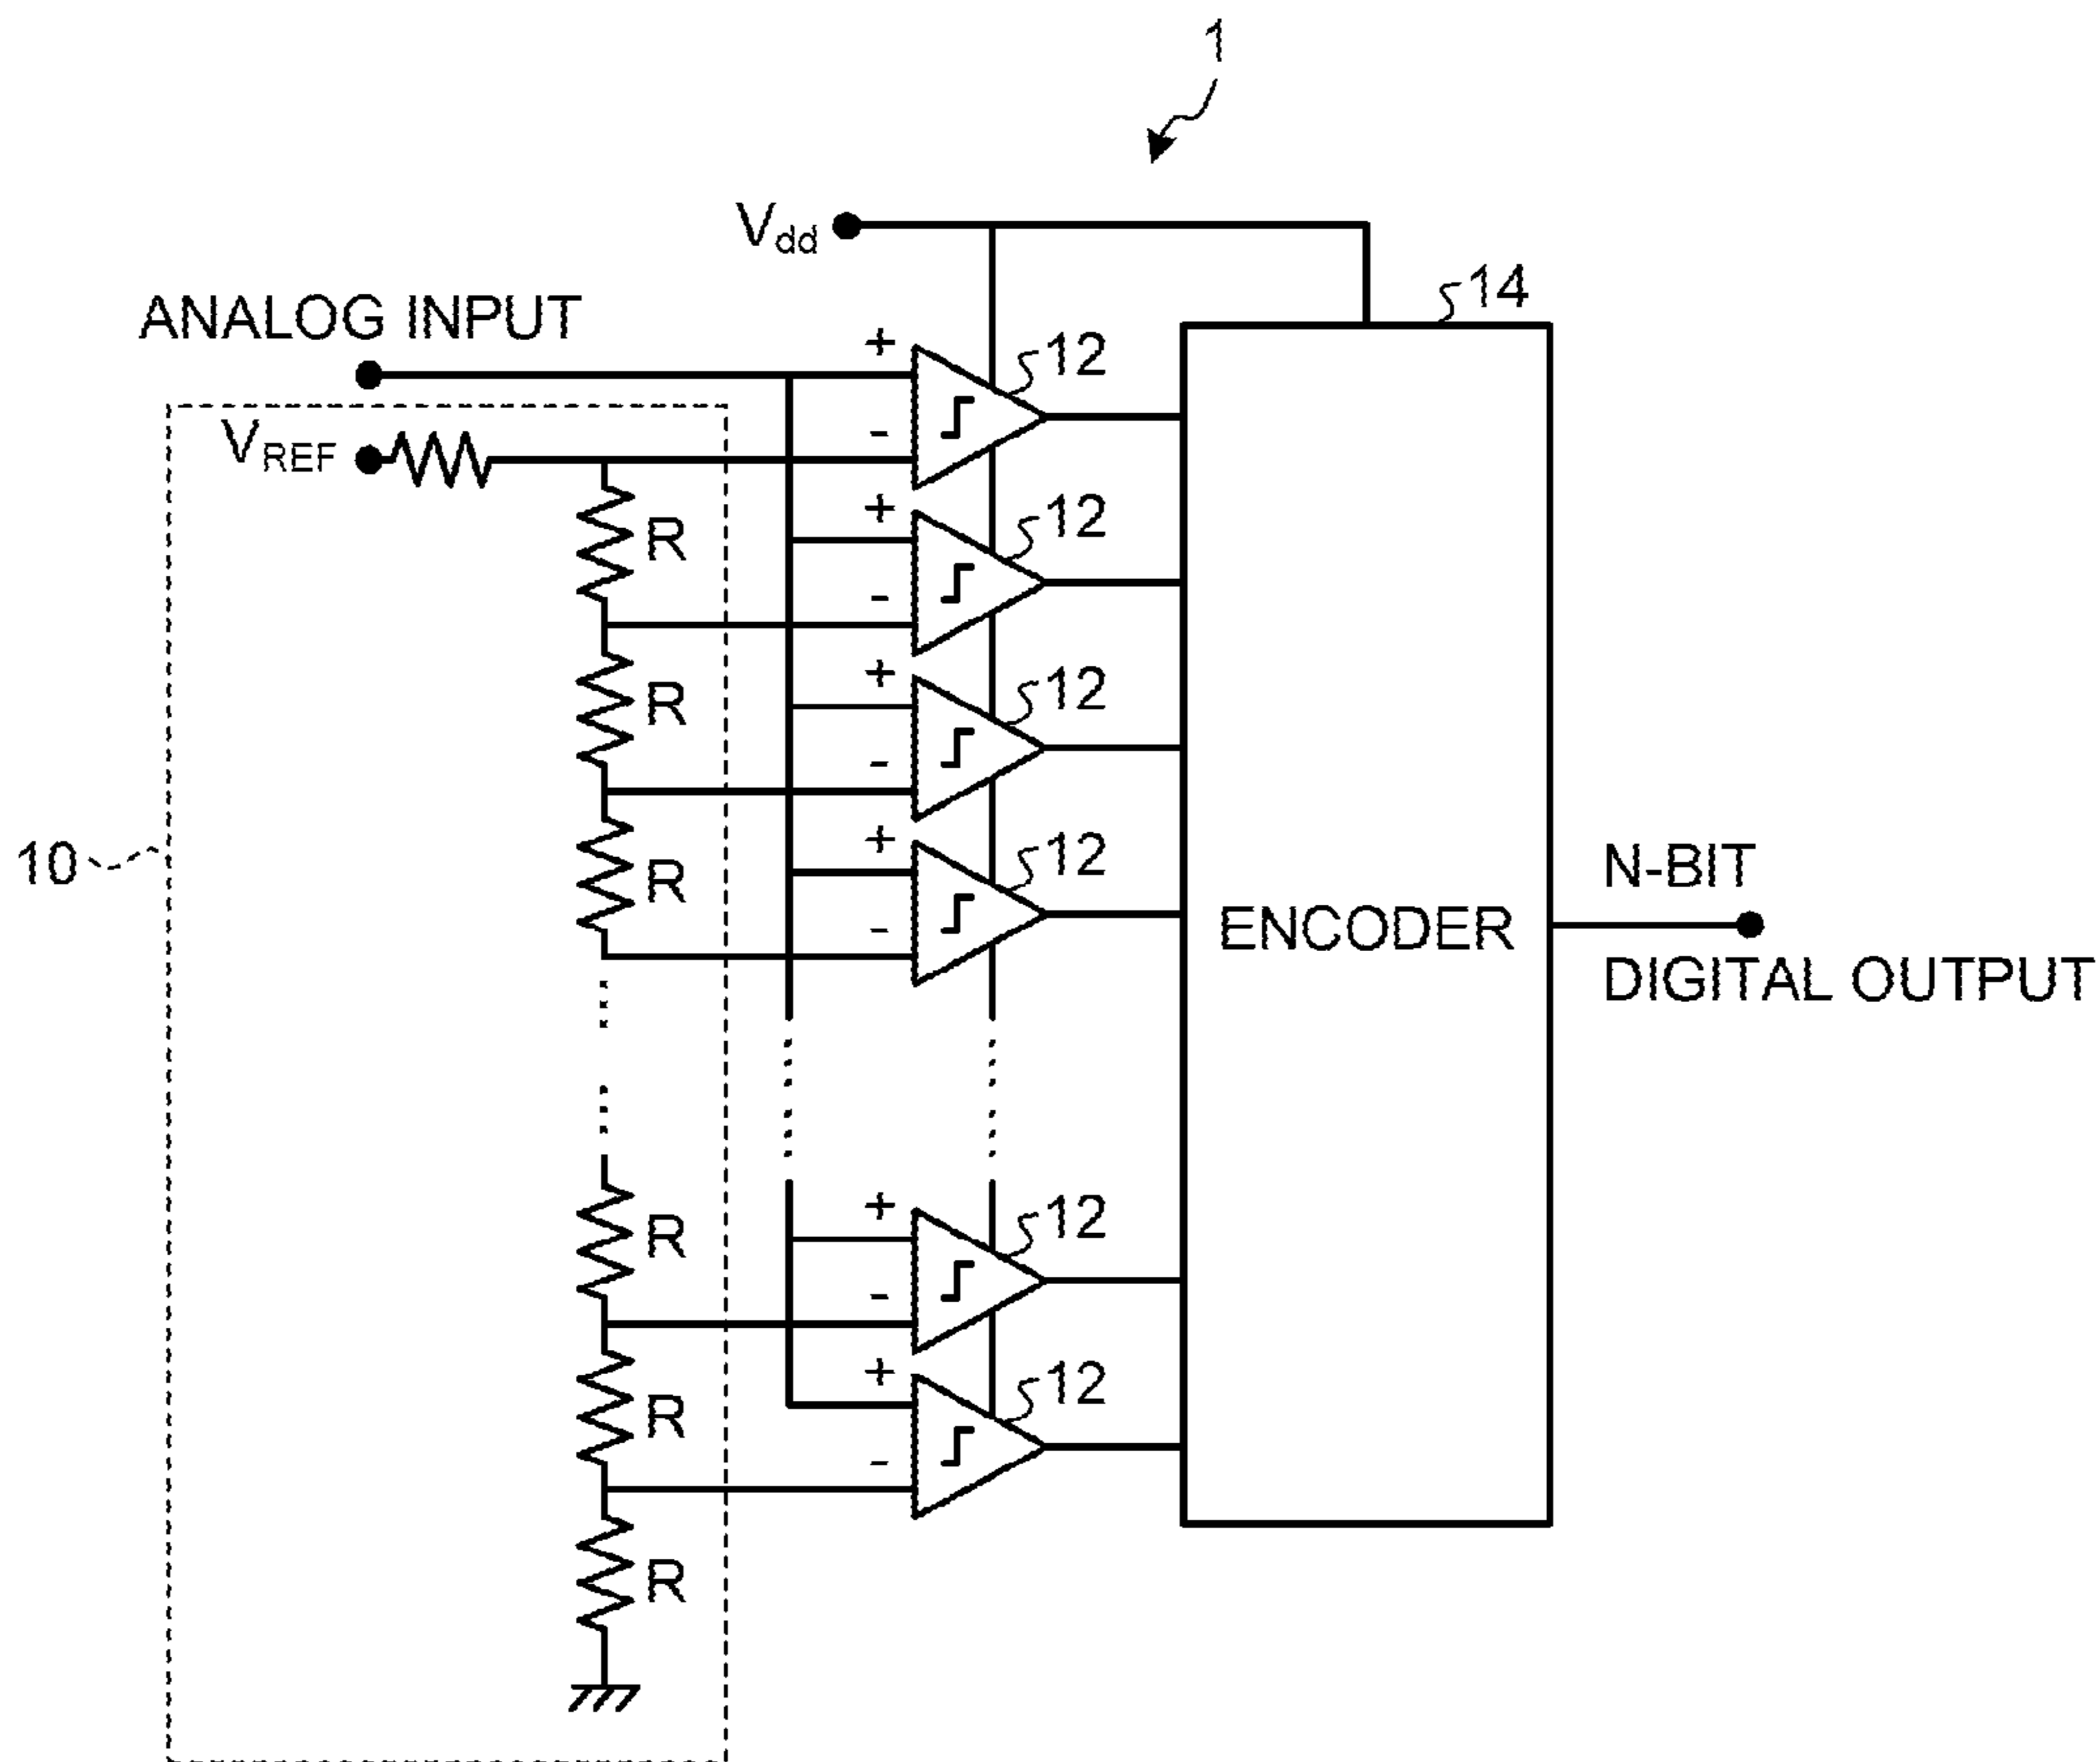 1
Vdd
14
ANALOG INPUT
+
12
VREF
-
+
12
R
-
+
12
R
-
+
12
10
R
-
N-BIT
ENCODER
DIGITAL OUTPUT
+
12
R
-
+
12
R
-
R